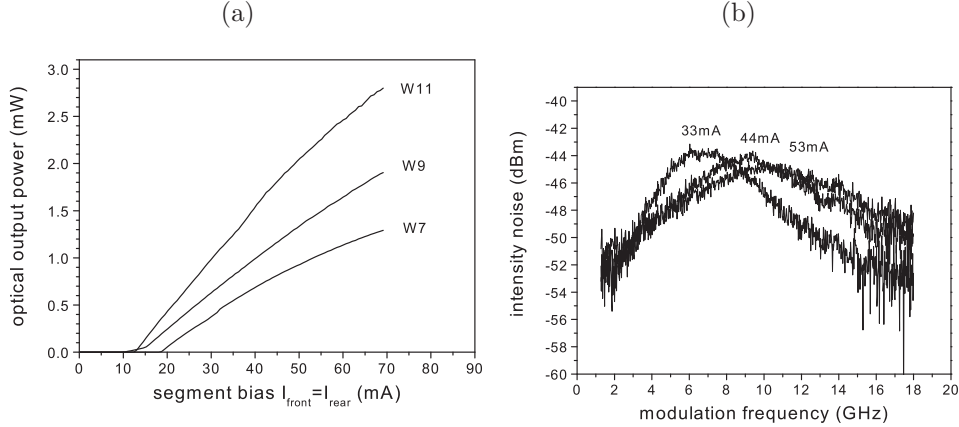 (a)
(b)
3.0
2.5
2.0
1.5
1.0
0.5
0.0
optical output power (mW)
W11
W9
W7
0 10 20 30 40 50 60 70 80 90
segment bias I_front=I_rear (mA)
-40
-42
-44
-46
-48
-50
-52
-54
-56
-58
-60
intensity noise (dBm)
33mA
44mA
53mA
0 2 4 6 8 10 12 14 16 18 20
modulation frequency (GHz)